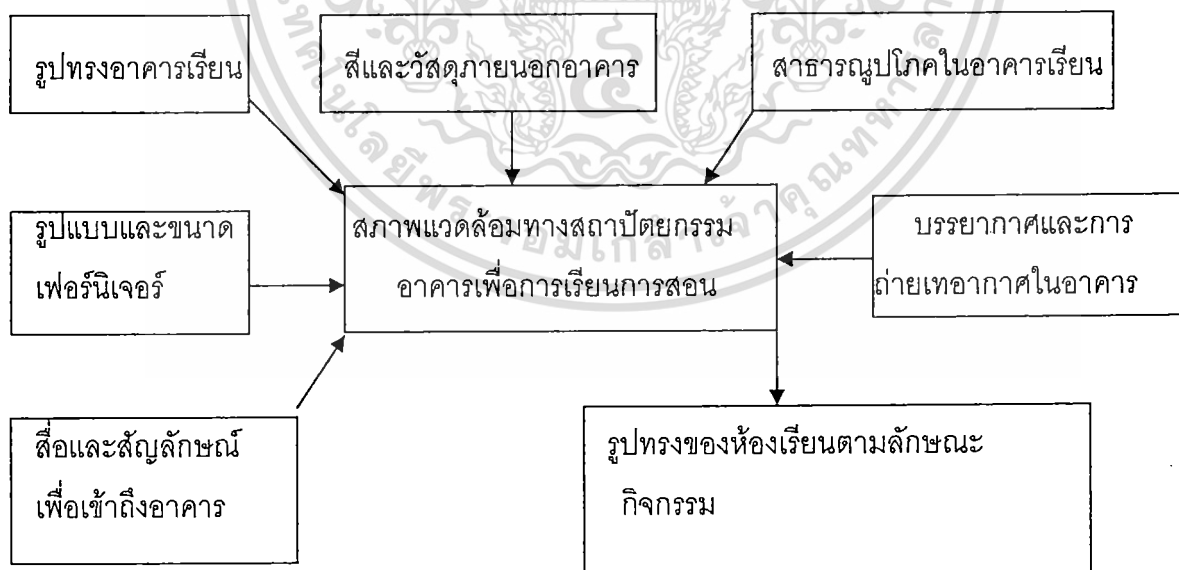 รูปทรงอาคารเรียน
สีและวัสดุภายนอกอาคาร
สาธารณูปโภคในอาคารเรียน
รูปแบบและขนาด
เฟอร์นิเจอร์
สภาพแวดล้อมทางสถาปัตยกรรม
อาคารเพื่อการเรียนการสอน
บรรยากาศและการ
ถ่ายเทอากาศในอาคาร
สื่อและสัญลักษณ์
เพื่อเข้าถึงอาคาร
รูปทรงของห้องเรียนตามลักษณะ
กิจกรรม